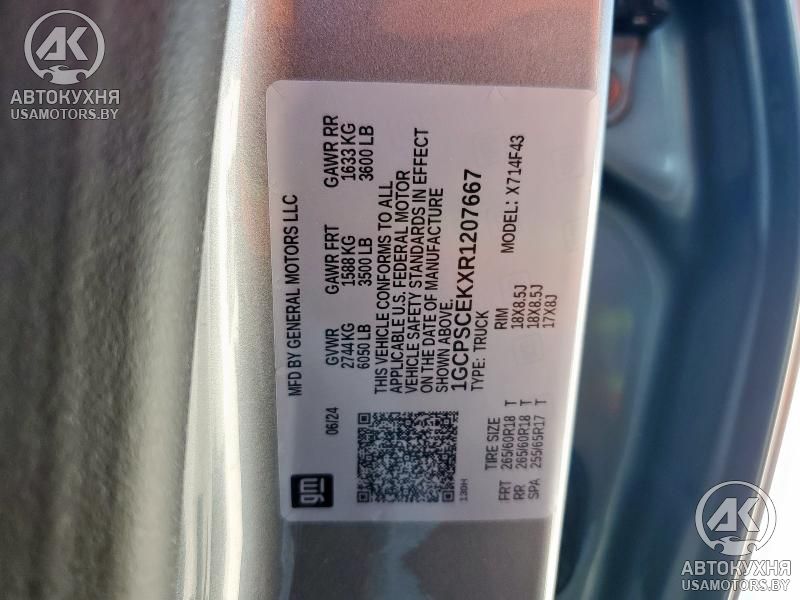 AK
АВТОКУХНЯ
USAMOTORS.BY
MFD BY GENERAL MOTORS LLC
06/24
GVWR GAWR FRT GAWR RR
2744 KG 1588 KG 1633 KG
6050 LB 3500 LB 3600 LB
THIS VEHICLE CONFORMS TO ALL
APPLICABLE U.S. FEDERAL MOTOR
VEHICLE SAFETY STANDARDS IN EFFECT
ON THE DATE OF MANUFACTURE
SHOWN ABOVE.
1GCPSCEKXR1207667
TYPE: TRUCK
MODEL: X714F43
gm
130H
TIRE SIZE RIM
FRT 265/60R18 T 18X8.5J
RR 265/60R18 T 18X8.5J
SPA 255/65R17 T 17X8J
AK
АВТОКУХНЯ
USAMOTORS.BY